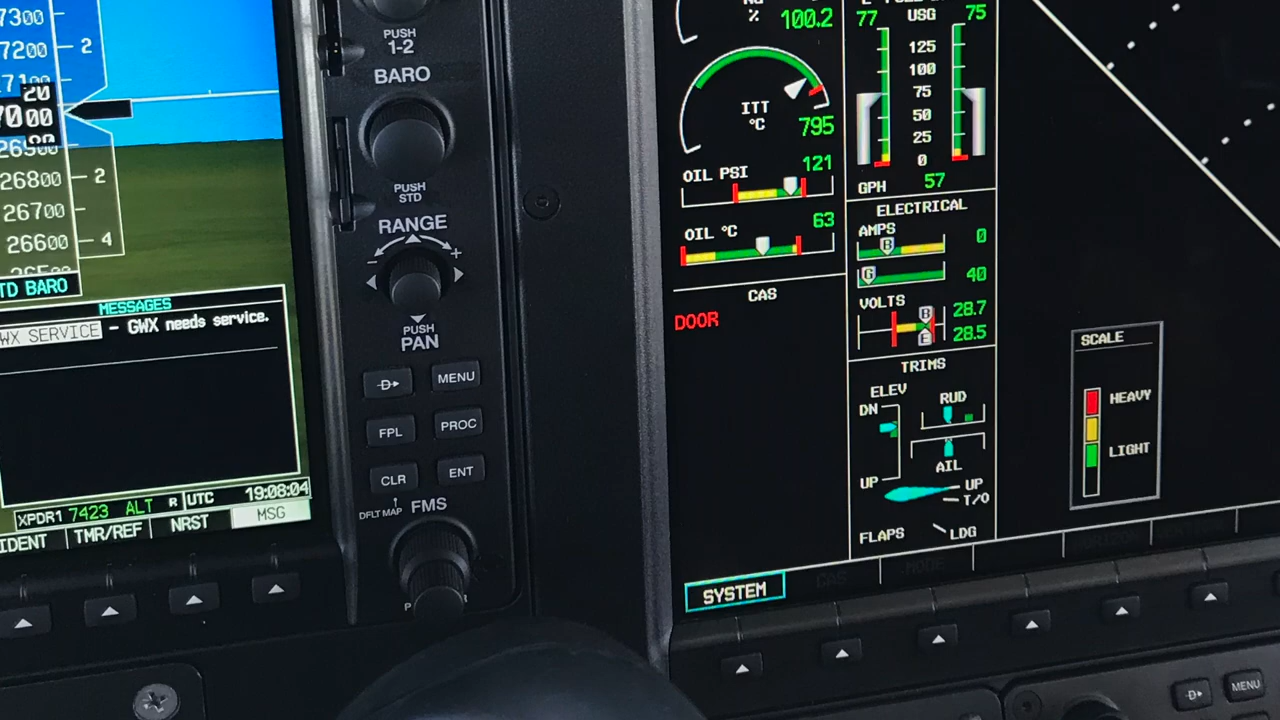 7300
7200
2
7100
20
7000
80
26900
26800
2
26700
26600
4
TD BARO
MESSAGES
WX SERVICE - GWX needs service.
XPDR1 7423 ALT R UTC 19:08:04
IDENT TMR/REF NRST MSG
PUSH
1-2
BARO
PUSH
STD
RANGE
- +
PUSH
PAN
D MENU
FPL PROC
CLR ENT
DFLT MAP FMS
% 100.2
ITT
°C 795
OIL PSI 121
OIL °C 63
CAS
DOOR
77 USG 75
125
100
75
50
25
0
GPH 57
ELECTRICAL
AMPS 0
B
G 40
VOLTS 28.7
B
E 28.5
TRIMS
ELEV
DN RUD
AIL
UP UP
T/O
FLAPS LDG
SYSTEM
SCALE
HEAVY
LIGHT
D MENU